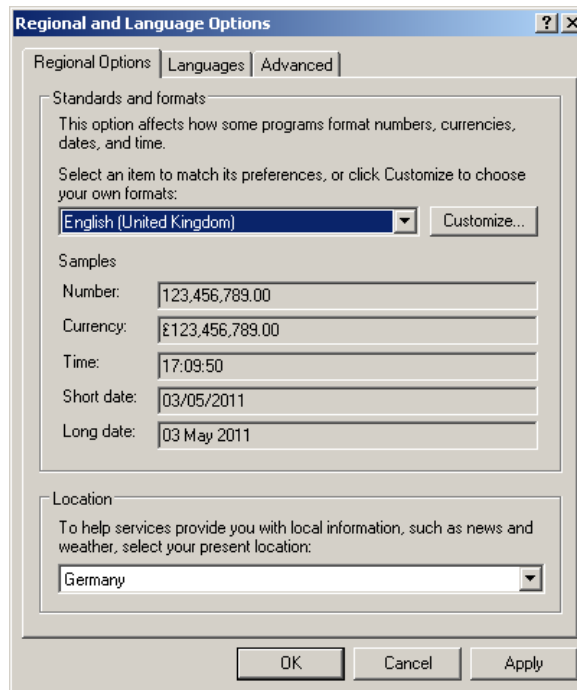 Regional and Language Options
Regional Options Languages Advanced
Standards and formats
This option affects how some programs format numbers, currencies,
dates, and time.
Select an item to match its preferences, or click Customize to choose
your own formats:
English (United Kingdom) Customize...
Samples
Number: 123,456,789.00
Currency: £123,456,789.00
Time: 17:09:50
Short date: 03/05/2011
Long date: 03 May 2011
Location
To help services provide you with local information, such as news and
weather, select your present location:
Germany
OK Cancel Apply